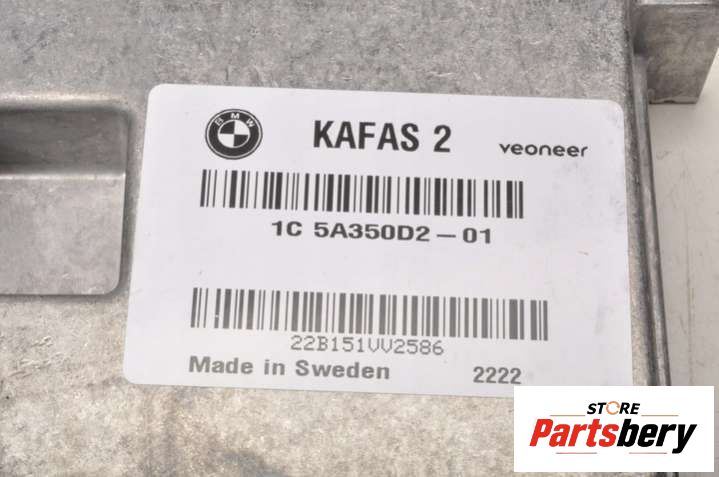 BMW
KAFAS 2 veoneer
1C 5A350D2-01
22B151VV2586
Made in Sweden 2222
STORE
Partsbery